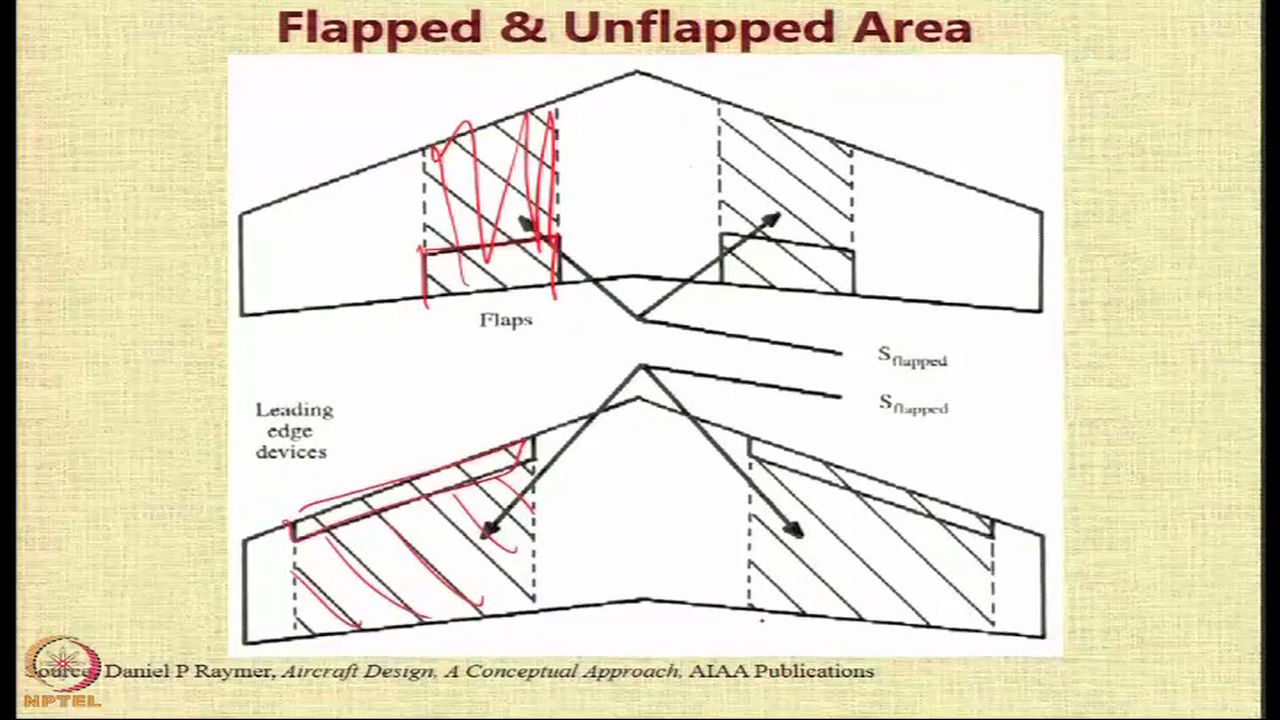 Flapped & Unflapped Area
Flaps
S flapped
S flapped
Leading
edge
devices
Source: Daniel P Raymer, Aircraft Design, A Conceptual Approach, AIAA Publications
NPTEL